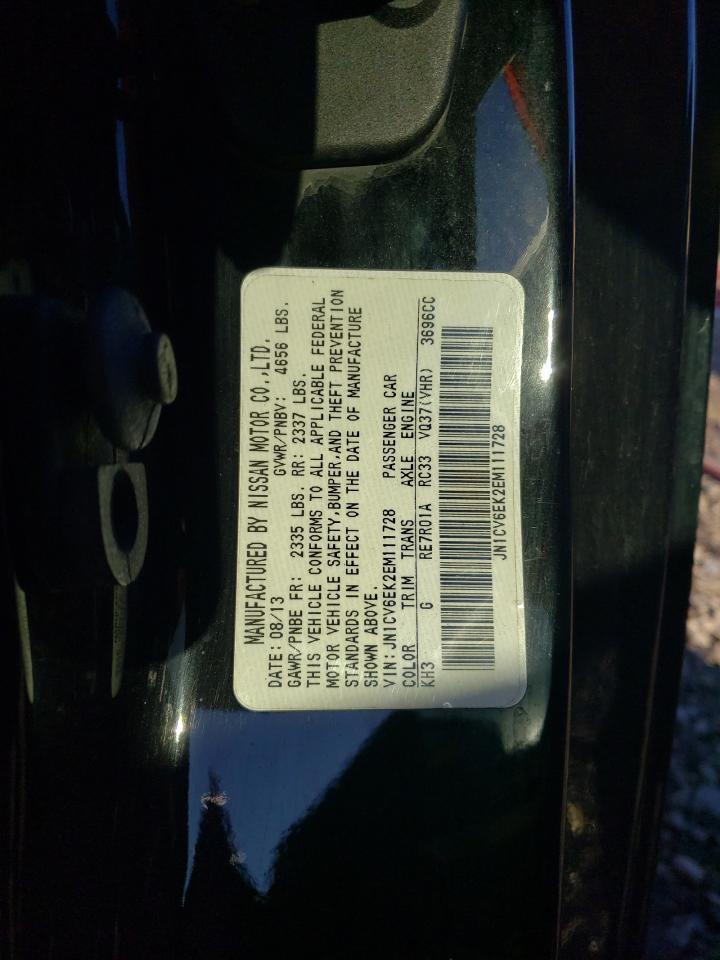 MANUFACTURED BY NISSAN MOTOR CO.,LTD.
DATE: 08/13 GVWR/PNBV: 4656 LBS.
GAWR/PNBE FR: 2335 LBS. RR: 2337 LBS.
THIS VEHICLE CONFORMS TO ALL APPLICABLE FEDERAL
MOTOR VEHICLE SAFETY,BUMPER,AND THEFT PREVENTION
STANDARDS IN EFFECT ON THE DATE OF MANUFACTURE
SHOWN ABOVE.
VIN:JN1CV6EK2EM111728 PASSENGER CAR
COLOR TRIM TRANS AXLE ENGINE
KH3 G RE7R01A RC33 VQ37(VHR) 3696CC
JN1CV6EK2EM111728